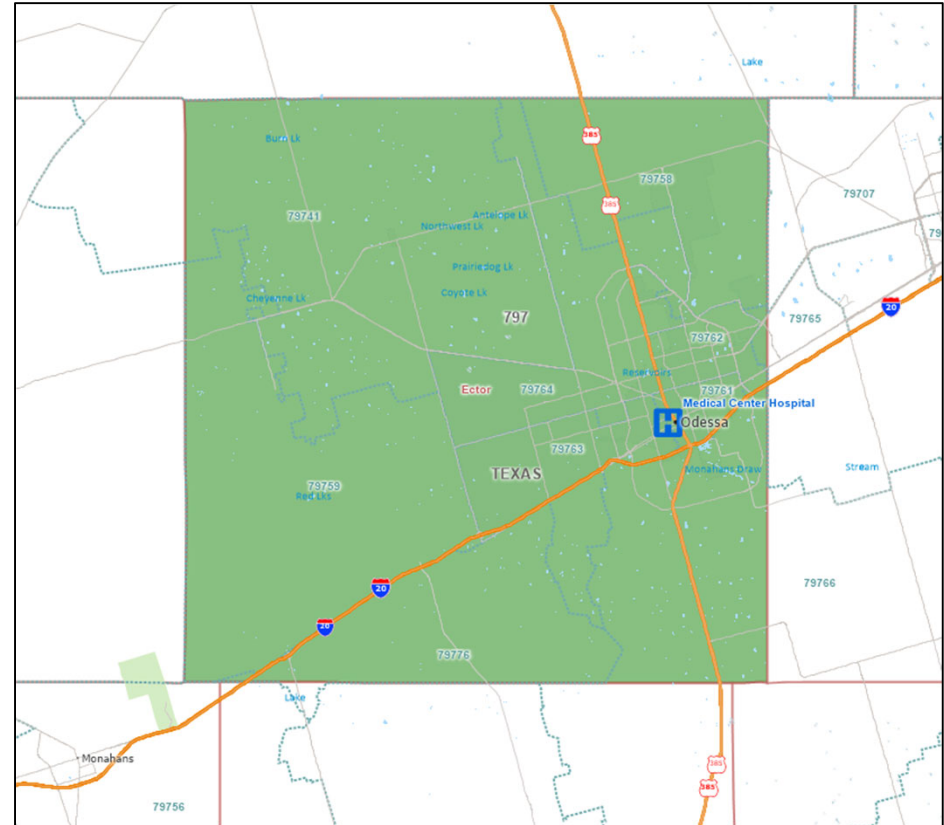 Lake
385
Burn Lk
79758
79707
385
79741
Antelope Lk
Northwest Lk
79
Prairiedog Lk
Coyote Lk
Cheyenne Lk
20
797
79765
79762
Reservoirs
Ector
79764
79761
Medical Center Hospital
H
Odessa
79763
Monahans Draw
Stream
TEXAS
79759
Red Lks
79766
20
20
79776
Lake
Monahans
385
385
79756